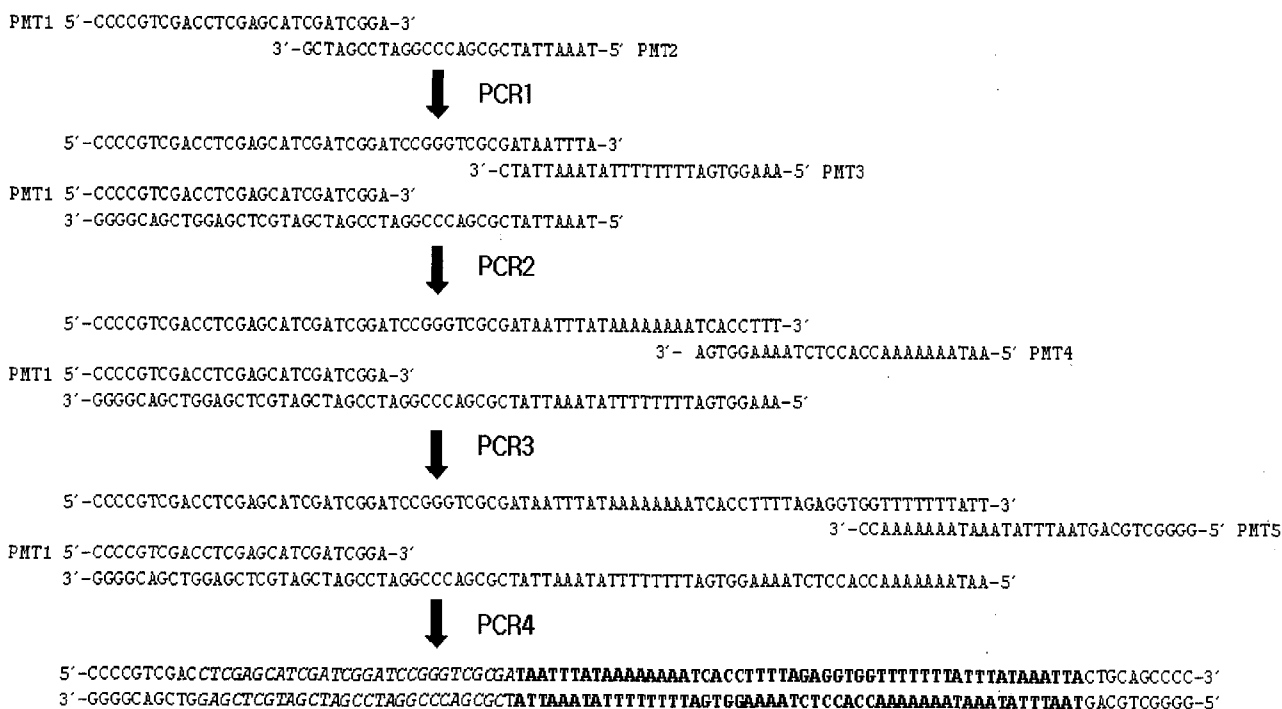 PMT1 5′-CCCCGTCGACCTCGAGCATCGATCGGA-3′
3′-GCTAGCCTAGGCCCAGCGCTATTAAAT-5′ PMT2
PCR1
5′-CCCCGTCGACCTCGAGCATCGATCGGATCCGGGTCGCGATAATTTA-3′
3′-CTATTAAATATTTTTTTTAGTGGAAA-5′ PMT3
PMT1 5′-CCCCGTCGACCTCGAGCATCGATCGGA-3′
3′-GGGGCAGCTGGAGCTCGTAGCTAGCCTAGGCCCAGCGCTATTAAAT-5′
PCR2
5′-CCCCGTCGACCTCGAGCATCGATCGGATCCGGGTCGCGATAATTTATAAAAAAAATCACCTTT-3′
3′- AGTGGAAAATCTCCACCAAAAAAATAA-5′ PMT4
PMT1 5′-CCCCGTCGACCTCGAGCATCGATCGGA-3′
3′-GGGGCAGCTGGAGCTCGTAGCTAGCCTAGGCCCAGCGCTATTAAATATTTTTTTTAGTGGAAA-5′
PCR3
5′-CCCCGTCGACCTCGAGCATCGATCGGATCCGGGTCGCGATAATTTATAAAAAAAATCACCTTTTAGAGGTGGTTTTTTTATT-3′
3′-CCAAAAAAATAAATATTTAATGACGTCGGGG-5′ PMT5
PMT1 5′-CCCCGTCGACCTCGAGCATCGATCGGA-3′
3′-GGGGCAGCTGGAGCTCGTAGCTAGCCTAGGCCCAGCGCTATTAAATATTTTTTTTAGTGGAAAATCTCCACCAAAAAAATAA-5′
PCR4
5′-CCCCGTCGACCTCGAGCATCGATCGGATCCGGGTCGCGATAATTTATAAAAAAAATCACCTTTTAGAGGTGGTTTTTTTATTTATAAATTACTGCAGCCCC-3′
3′-GGGGCAGCTGGAGCTCGTAGCTAGCCTAGGCCCAGCGCTATTAAATATTTTTTTTAGTGGAAAATCTCCACCAAAAAAATAAATATTTAATGACGTCGGGG-5′